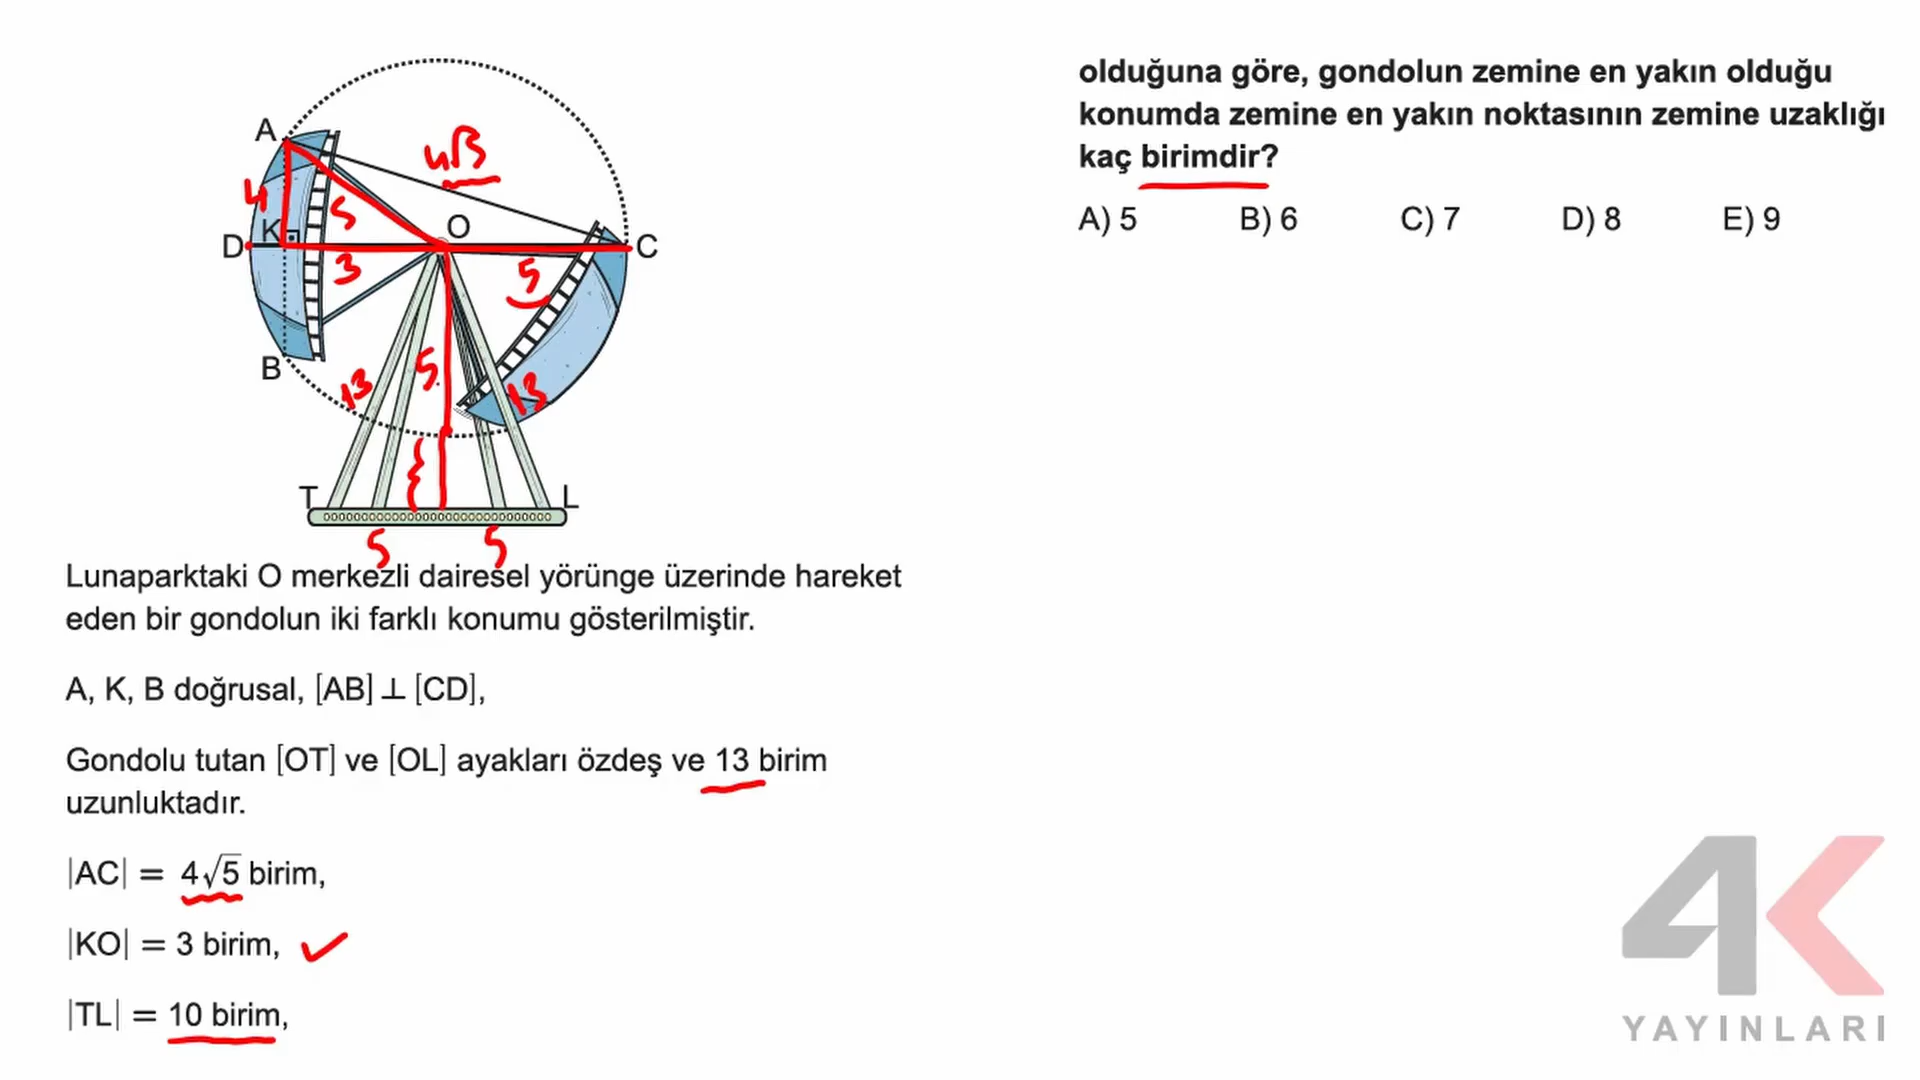 A
4√5
4
5
O
K
D
C
3
5
B
13
5
13
T
L
5
5
Lunaparktaki O merkezli dairesel yörünge üzerinde hareket
eden bir gondolun iki farklı konumu gösterilmiştir.
A, K, B doğrusal, [AB] ⊥ [CD],
Gondolu tutan [OT] ve [OL] ayakları özdeş ve 13 birim
uzunluktadır.
|AC| = 4√5 birim,
|KO| = 3 birim,
|TL| = 10 birim,
olduğuna göre, gondolun zemine en yakın olduğu
konumda zemine en yakın noktasının zemine uzaklığı
kaç birimdir?
A) 5 B) 6 C) 7 D) 8 E) 9
4K
YAYINLARI